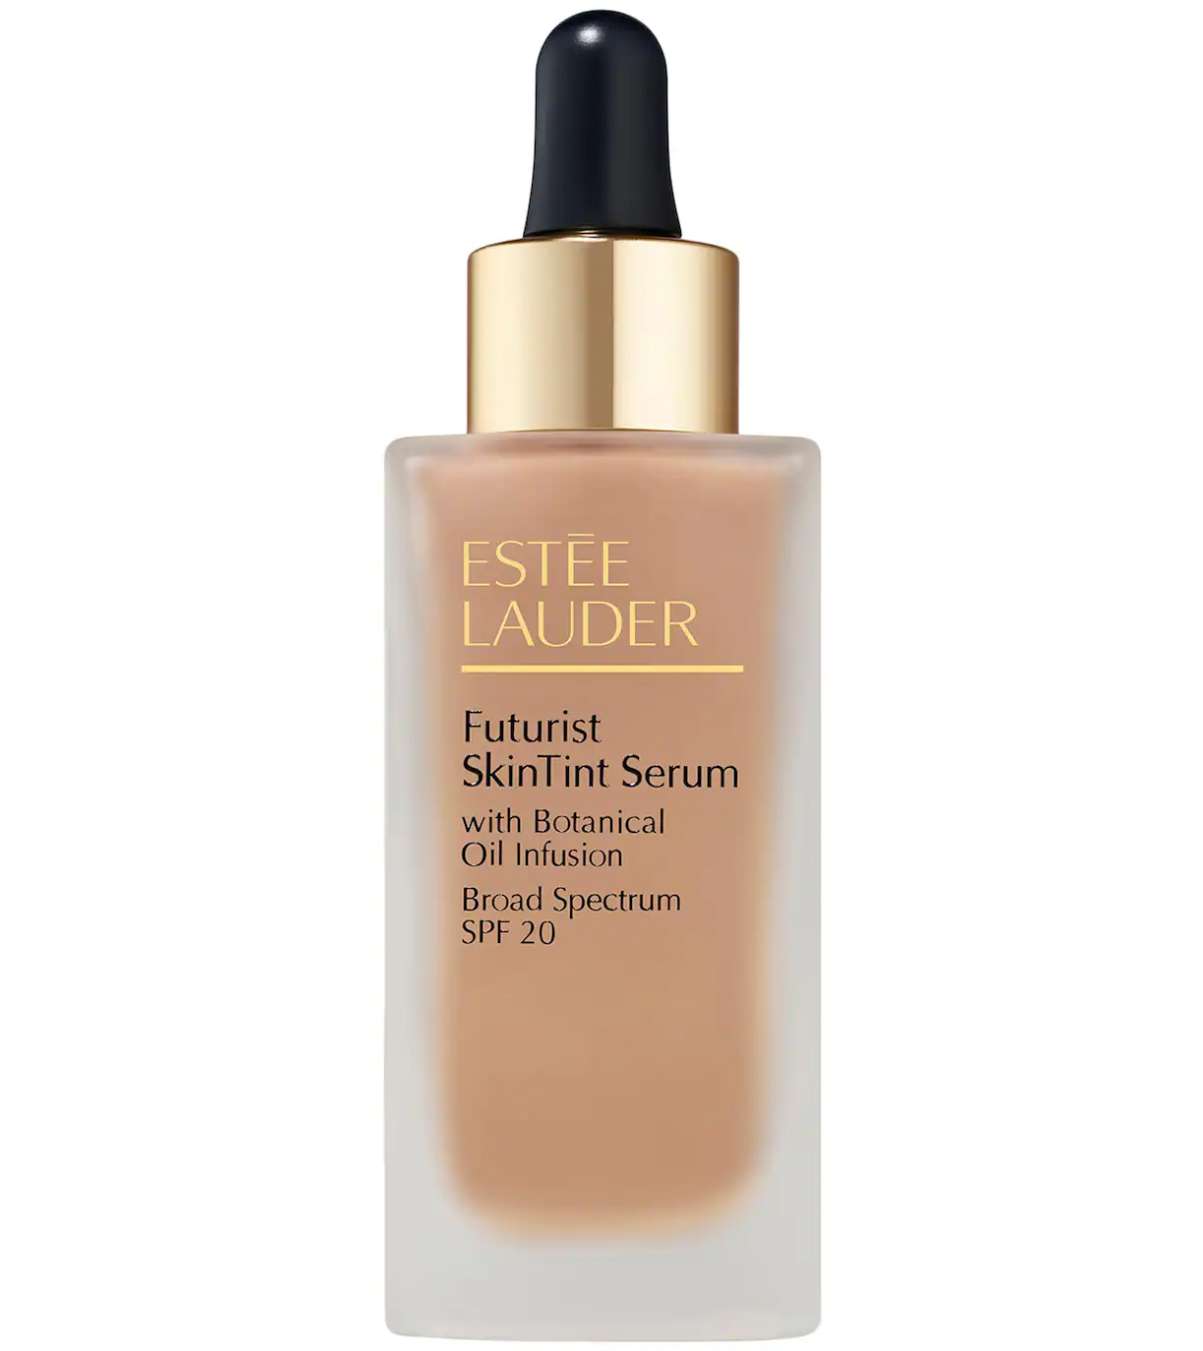 ESTĒE
LAUDER
Futurist
SkinTint Serum
with Botanical
Oil Infusion
Broad Spectrum
SPF 20